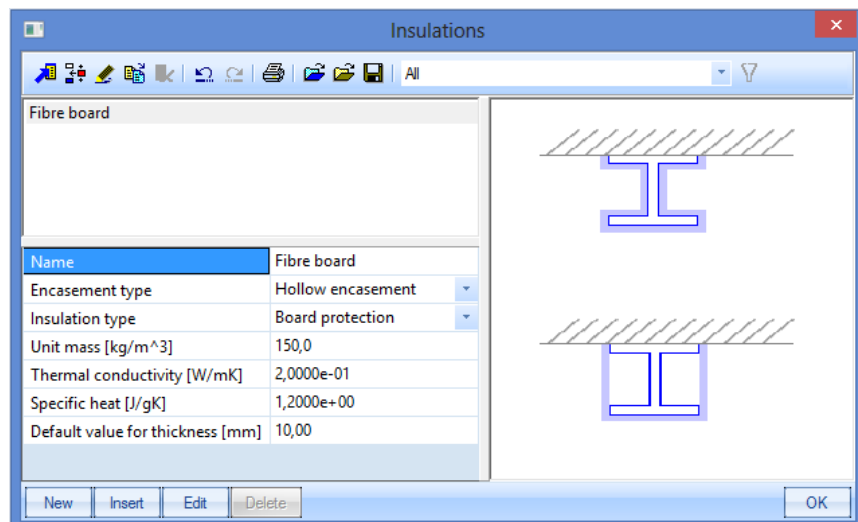 Insulations
All
Fibre board
Name Fibre board
Encasement type Hollow encasement
Insulation type Board protection
Unit mass [kg/m^3] 150,0
Thermal conductivity [W/mK] 2,0000e-01
Specific heat [J/gK] 1,2000e+00
Default value for thickness [mm] 10,00
New Insert Edit Delete OK